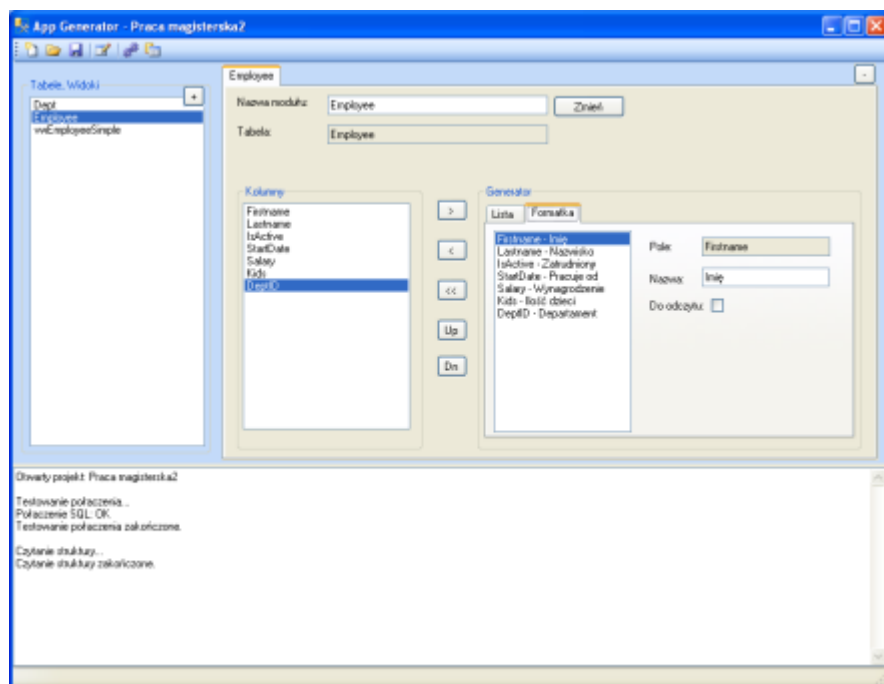 App Generator - Praca magisterska2
Tabele, Widoki
+
Dept
Employee
vwEmployeeSimple
Employee
-
Nazwa modułu:
Employee
Zmień
Tabela:
Employee
Kolumny
Firstname
Lastname
IsActive
StartDate
Salary
Kids
DeptID
>
<
<<
Up
Dn
Generator
Lista
Formatka
Firstname - Imię
Lastname - Nazwisko
IsActive - Zatrudniony
StartDate - Pracuje od
Salary - Wynagrodzenie
Kids - Ilość dzieci
DeptID - Departament
Pole:
Firstname
Nazwa:
Imię
Do odczytu:
Otwarty projekt: Praca magisterska2
Testowanie połaczenia...
Połaczenie SQL: OK
Testowanie połaczenia zakończone.
Czytanie struktury...
Czytanie struktury zakończone.